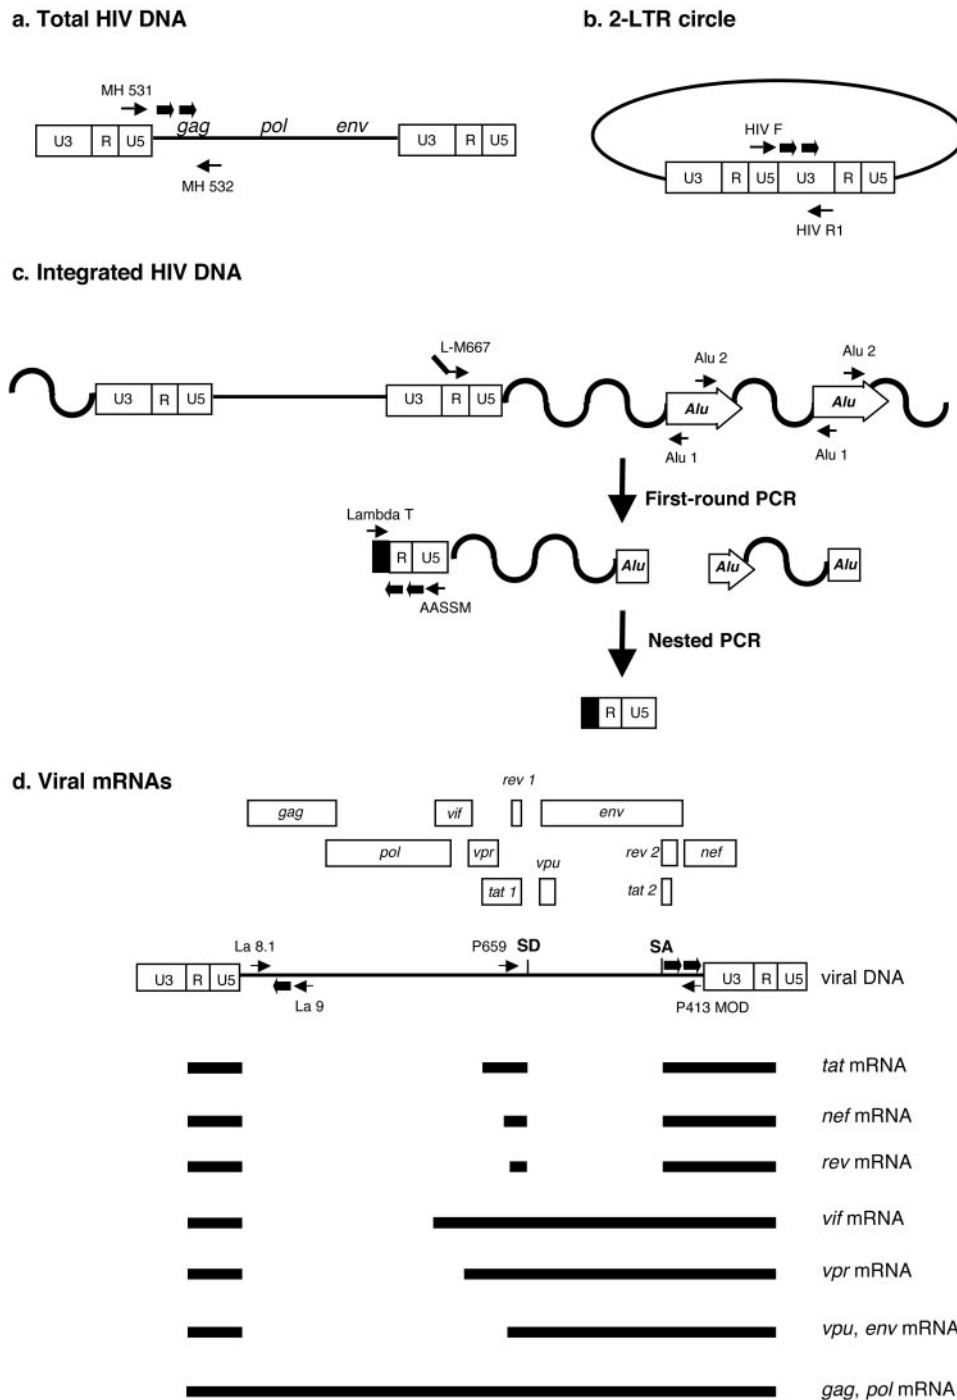 a. Total HIV DNA
b. 2-LTR circle
MH 531
gag pol env
U3 R U5 U3 R U5
MH 532
HIV F
U3 R U5 U3 R U5
HIV R1
c. Integrated HIV DNA
L-M667
Alu 2
Alu 2
U3 R U5 U3 R U5 Alu Alu
Alu 1
Alu 1
First-round PCR
Lambda T
R U5 Alu Alu Alu
AASSM
Nested PCR
R U5
d. Viral mRNAs
rev 1
gag vif env
pol vpr vpu rev 2 nef
tat 1 tat 2
La 8.1 P659 SD SA
U3 R U5 U3 R U5 viral DNA
La 9 P413 MOD
tat mRNA
nef mRNA
rev mRNA
vif mRNA
vpr mRNA
vpu, env mRNA
gag, pol mRNA